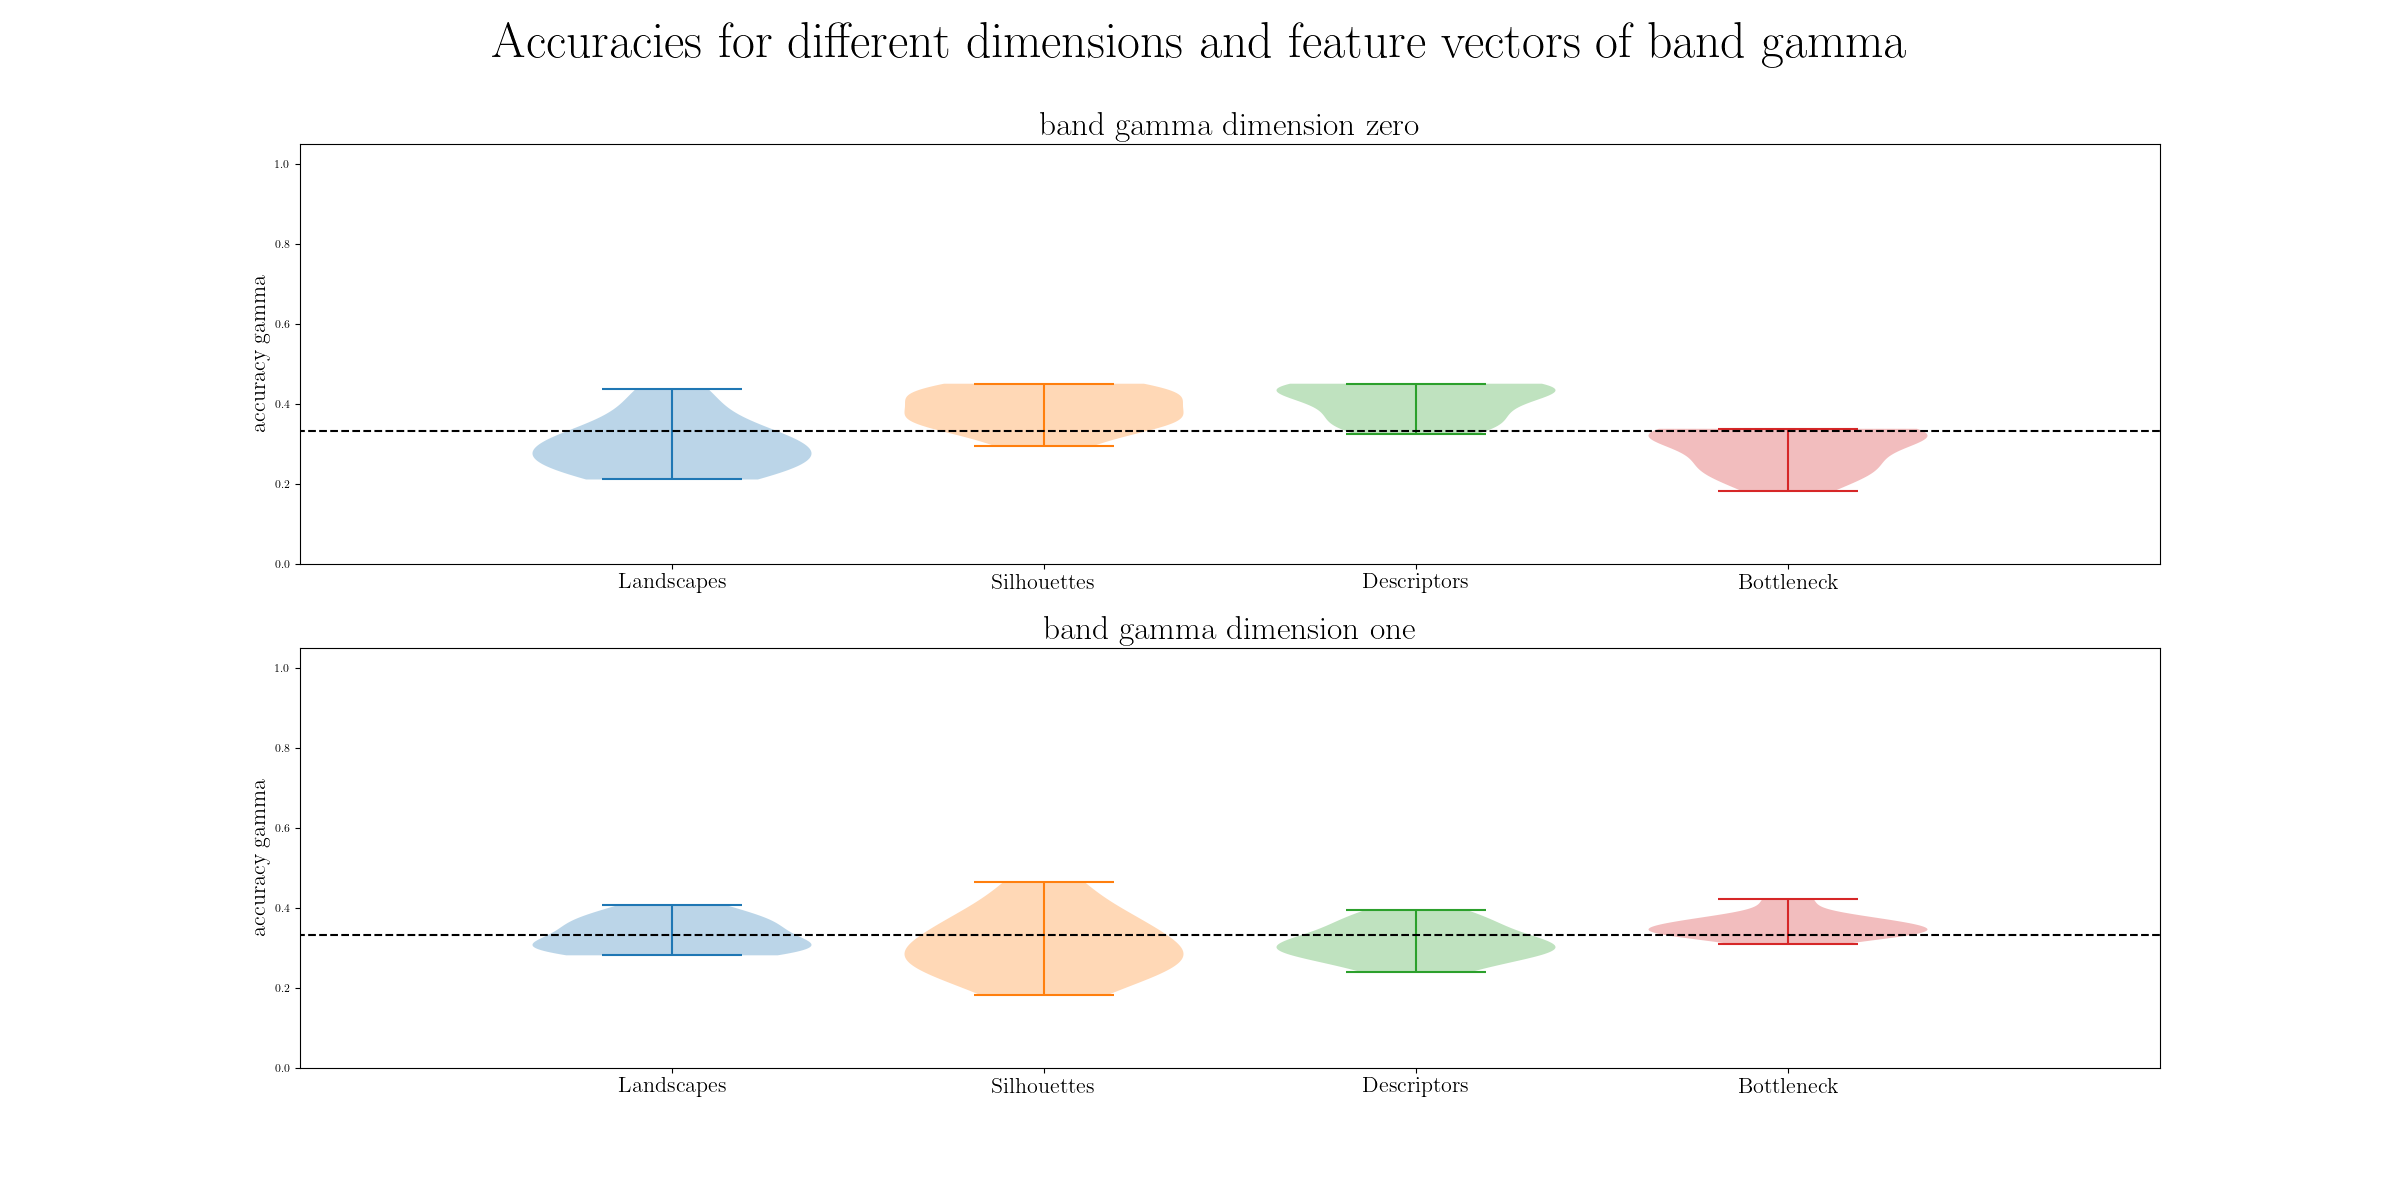 Accuracies for different dimensions and feature vectors of band gamma
band gamma dimension zero
1.0
0.8
0.6
0.4
0.2
0.0
accuracy gamma
Landscapes Silhouettes Descriptors Bottleneck
band gamma dimension one
1.0
0.8
0.6
0.4
0.2
0.0
accuracy gamma
Landscapes Silhouettes Descriptors Bottleneck